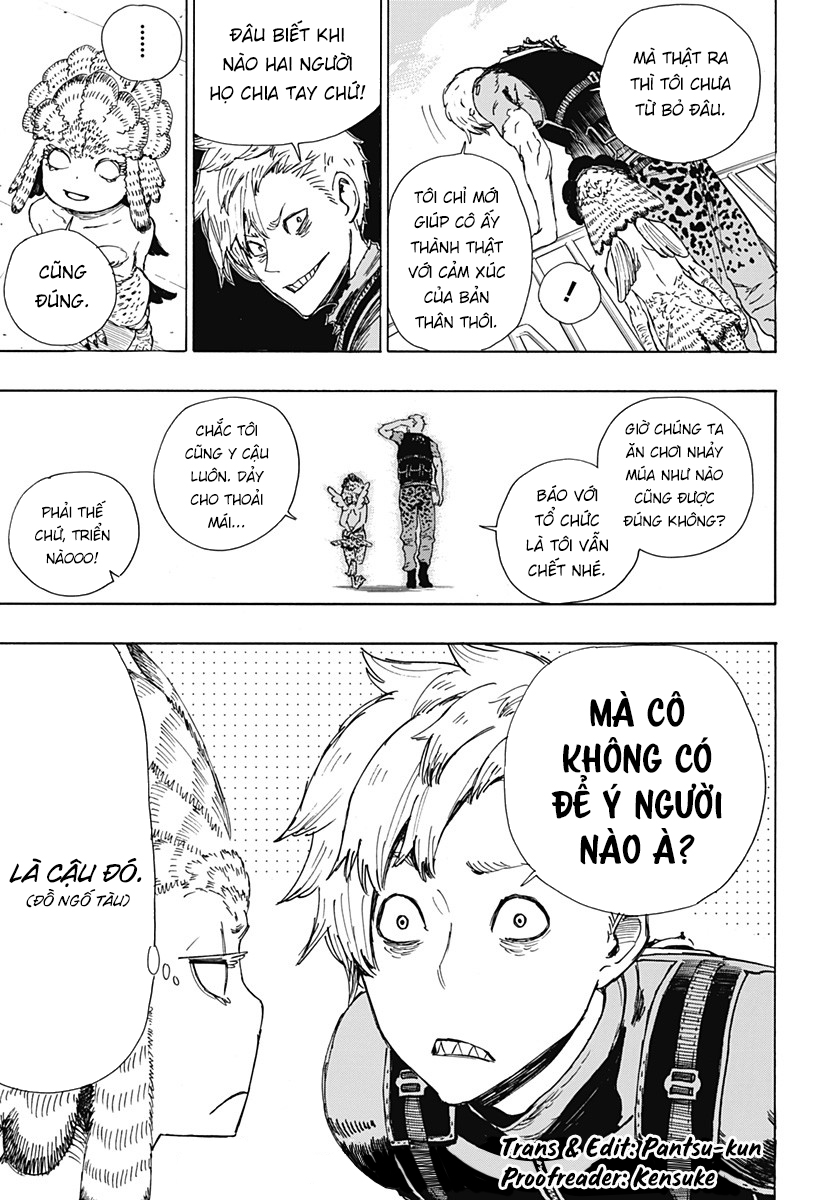 MÀ THẬT RA
THÌ TÔI CHƯA
TỪ BỎ ĐÂU.
TÔI CHỈ MỚI
GIÚP CÔ ẤY
THÀNH THẬT
VỚI CẢM XÚC
CỦA BẢN
THÂN THÔI.
!
ĐÂU BIẾT KHI
NÀO HAI NGƯỜI
HỌ CHIA TAY CHỨ!
......
CŨNG
ĐÚNG.
GIỜ CHÚNG TA
ĂN CHƠI NHẢY
MÚA NHƯ NÀO
CŨNG ĐƯỢC
ĐÚNG KHÔNG?
BÁO VỚI
TỔ CHỨC
LÀ TÔI VẪN
CHẾT NHÉ.
CHẮC TÔI
CŨNG Y CẬU
LUÔN. DẢY
CHO THOẢI
MÁI...
PHẢI THẾ
CHỨ, TRIỂN
NÀOOO!
MÀ CÔ
KHÔNG CÓ
ĐỂ Ý NGƯỜI
NÀO À?
LÀ CẬU ĐÓ.
(ĐỒ NGỐ TÀU)
Trans & Edit: Pantsu-kun
Proofreader: Kensuke